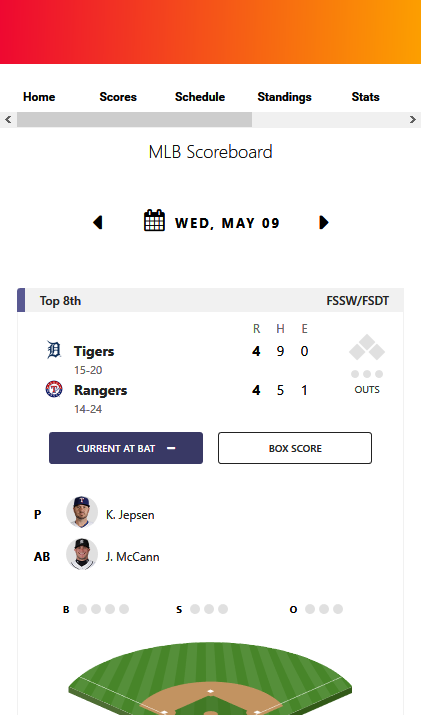 Home Scores Schedule Standings Stats
MLB Scoreboard
WED, MAY 09
Top 8th FSSW/FSDT
R H E
Tigers 4 9 0
15-20
Rangers 4 5 1
14-24
OUTS
CURRENT AT BAT
BOX SCORE
P K. Jepsen
AB J. McCann
B S O